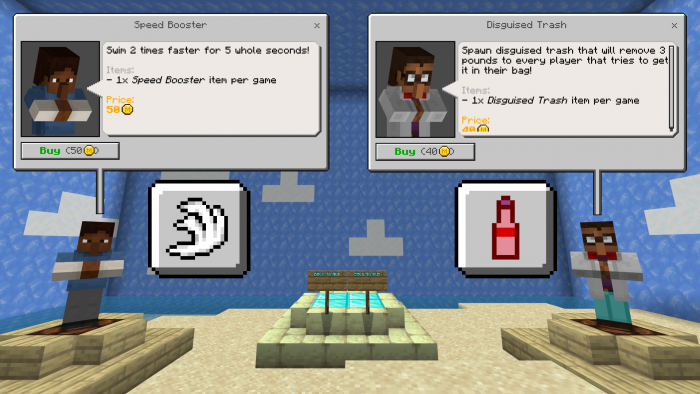 Speed Booster
Swim 2 times faster for 5 whole seconds!
Items:
- 1x Speed Booster item per game
Price:
50
Buy (50)
Disguised Trash
Spawn disguised trash that will remove 3
pounds to every player that tries to get
it in their bag!
Items:
- 1x Disguised Trash item per game
Price:
40
Buy (40)